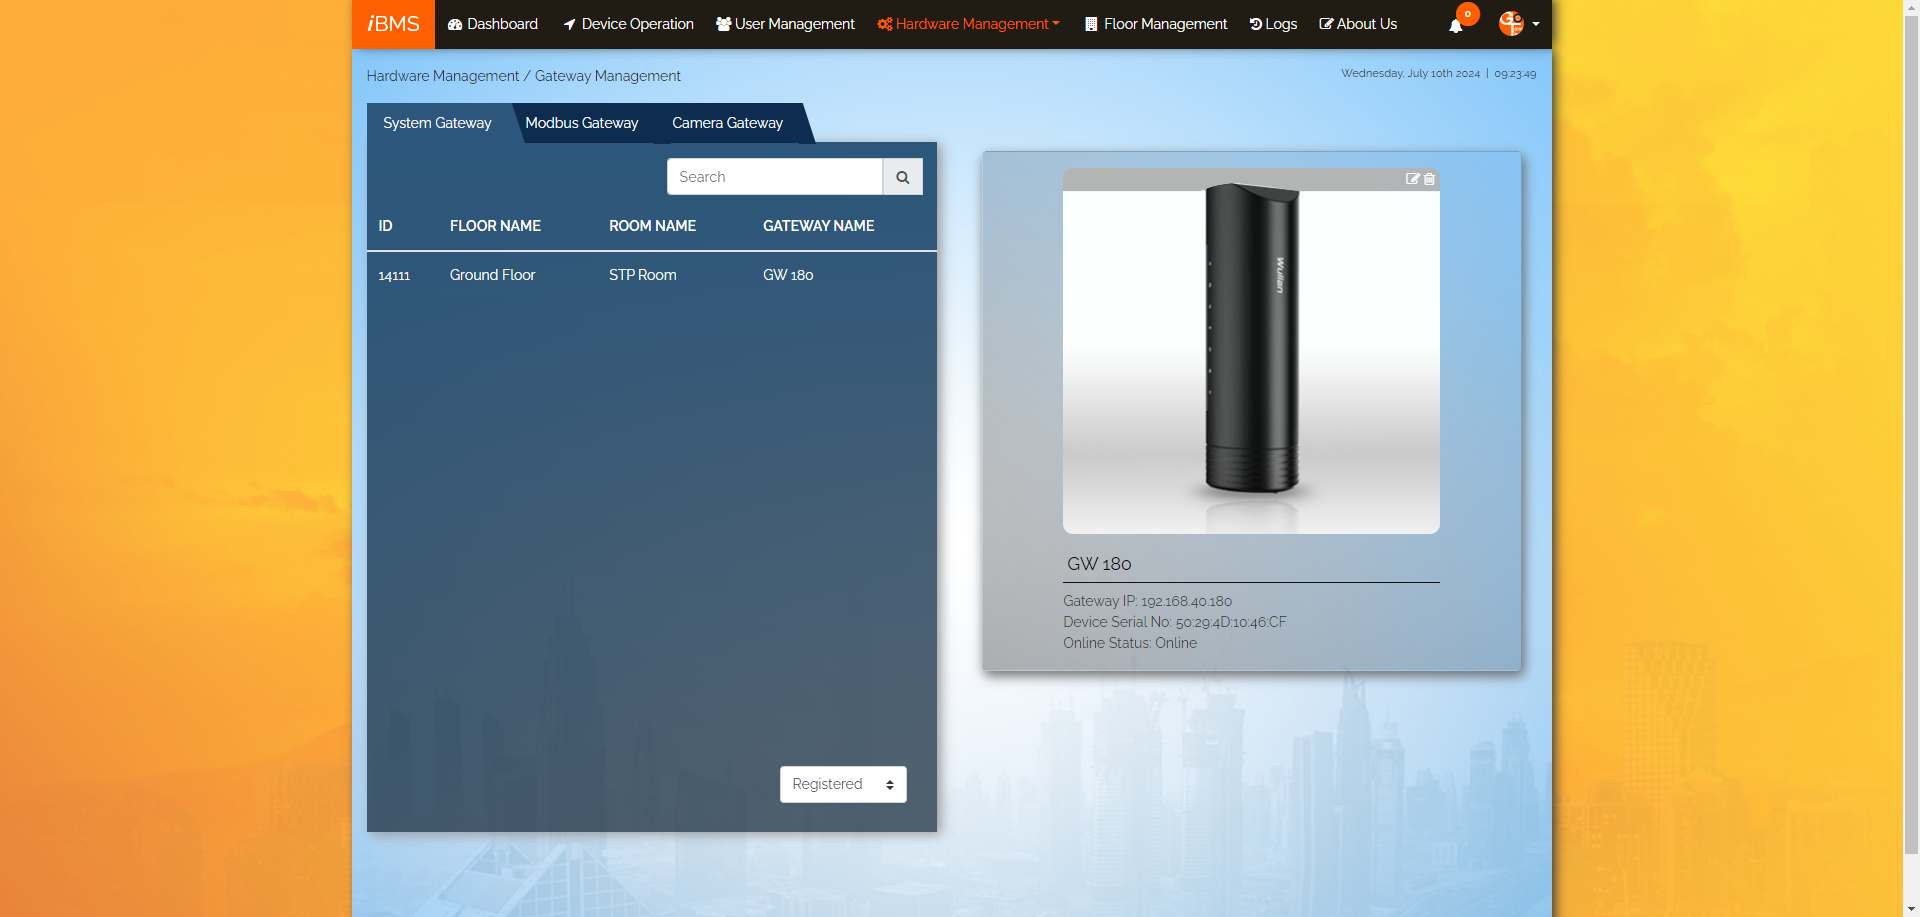 iBMS Dashboard Device Operation User Management Hardware Management Floor Management Logs About Us 0
Hardware Management / Gateway Management
Wednesday, July 10th 2024 | 09:23:49
System Gateway Modbus Gateway Camera Gateway
Search
ID FLOOR NAME ROOM NAME GATEWAY NAME
14111 Ground Floor STP Room GW 180
Registered
Wulian
GW 180
Gateway IP: 192.168.40.180
Device Serial No: 50:29:4D:10:46:CF
Online Status: Online